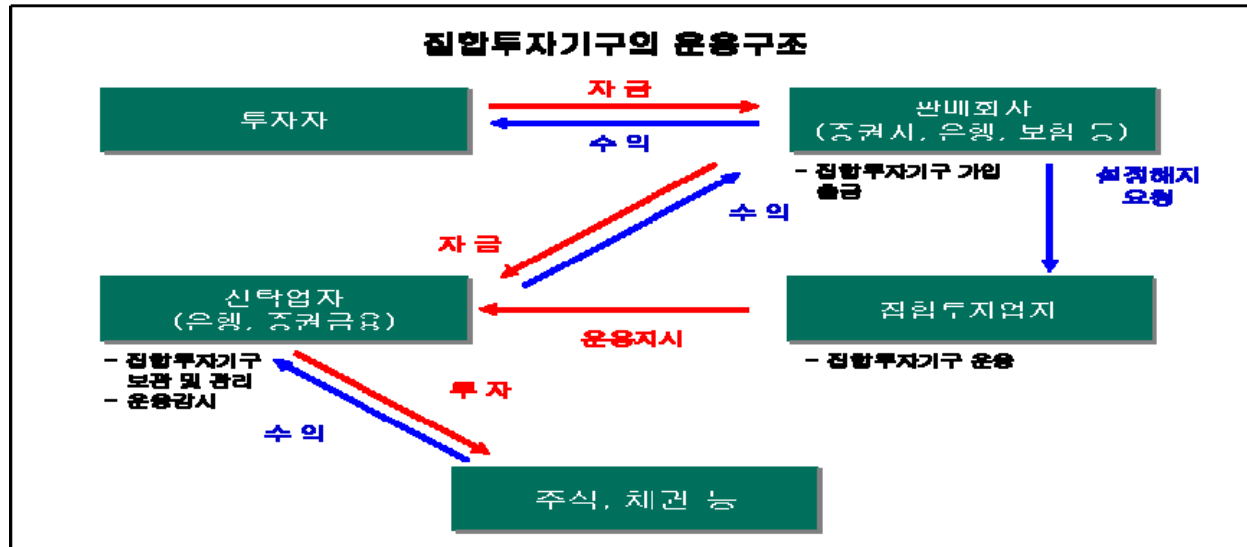 집합투자기구의 운용구조
투자자
자 금
수 익
판매회사
(증권사, 은행, 보험 등)
- 집합투자기구 가입
출금
설정해지
요청
자 금
수 익
신탁업자
(은행, 증권금융)
- 집합투자기구
보관 및 관리
- 운용감시
운용지시
집합투자업자
- 집합투자기구 운용
투 자
수 익
주식, 채권 등